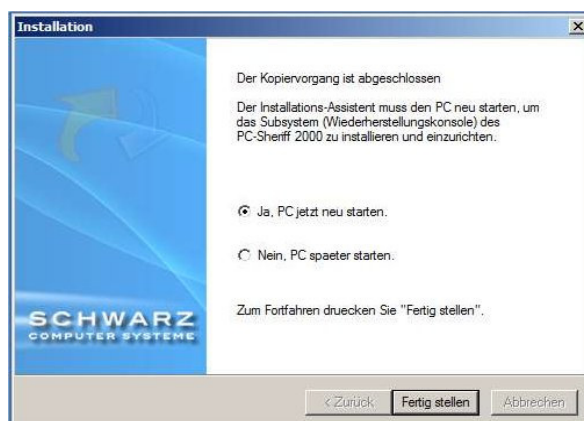 Installation
Der Kopiervorgang ist abgeschlossen
Der Installations-Assistent muss den PC neu starten, um
das Subsystem (Wiederherstellungskonsole) des
PC-Sheriff 2000 zu installieren und einzurichten.
Ja, PC jetzt neu starten.
Nein, PC spaeter starten.
Zum Fortfahren druecken Sie "Fertig stellen".
SCHWARZ
COMPUTER SYSTEME
< Zurück Fertig stellen Abbrechen